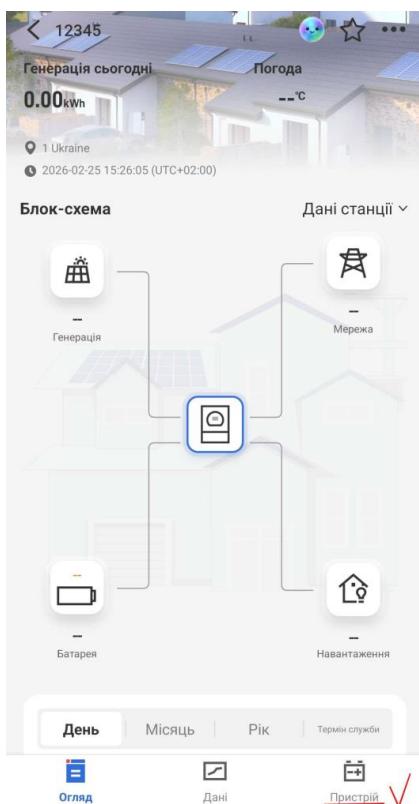 12345
Генерація сьогодні
Погода
0.00kWh
--°C
1 Ukraine
2026-02-25 15:26:05 (UTC+02:00)
Блок-схема
Дані станції
--
Генерація
--
Мережа
--
--
Батарея
--
Навантаження
День
Місяць
Рік
Термін служби
Огляд
Дані
Пристрій